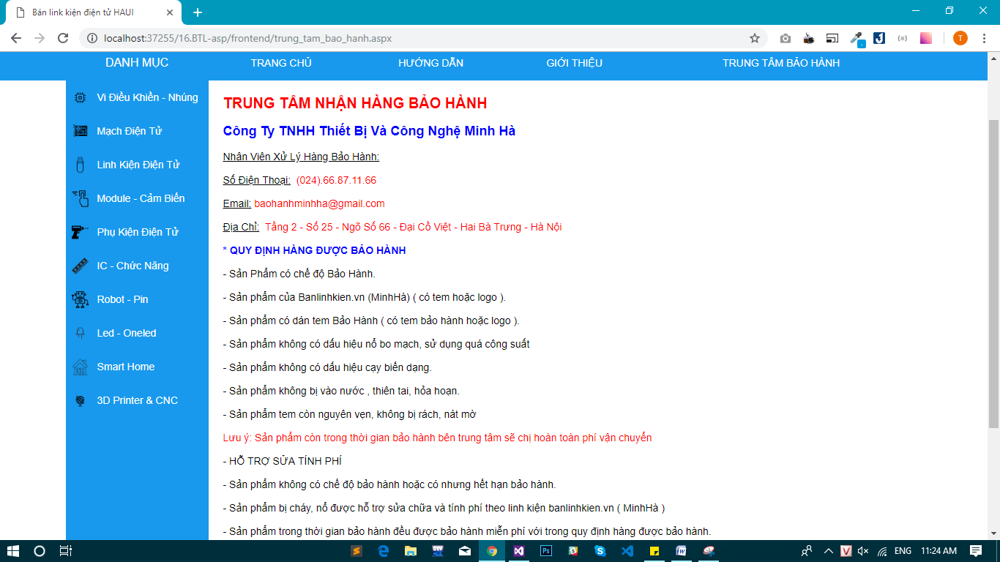 Bán link kiện điện tử HAUI
localhost:37255/16.BTL-asp/frontend/trung_tam_bao_hanh.aspx
T
DANH MỤC
TRANG CHỦ
HƯỚNG DẪN
GIỚI THIỆU
TRUNG TÂM BẢO HÀNH
Vi Điều Khiển - Nhúng
Mạch Điện Tử
Linh Kiện Điện Tử
Module - Cảm Biến
Phụ Kiện Điện Tử
IC - Chức Năng
Robot - Pin
Led - Oneled
Smart Home
3D Printer & CNC
TRUNG TÂM NHẬN HÀNG BẢO HÀNH
Công Ty TNHH Thiết Bị Và Công Nghệ Minh Hà
Nhân Viên Xử Lý Hàng Bảo Hành:
Số Điện Thoại: (024).66.87.11.66
Email: baohanhminhha@gmail.com
Địa Chỉ: Tầng 2 - Số 25 - Ngõ Số 66 - Đại Cồ Việt - Hai Bà Trưng - Hà Nội
* QUY ĐỊNH HÀNG ĐƯỢC BẢO HÀNH
- Sản Phẩm có chế độ Bảo Hành.
- Sản phẩm của Banlinhkien.vn (MinhHà) ( có tem hoặc logo ).
- Sản phẩm có dán tem Bảo Hành ( có tem bảo hành hoặc logo ).
- Sản phẩm không có dấu hiệu nổ bo mạch, sử dụng quá công suất
- Sản phẩm không có dấu hiệu cạy biến dạng.
- Sản phẩm không bị vào nước , thiên tai, hỏa hoạn.
- Sản phẩm tem còn nguyên vẹn, không bị rách, nát mờ
Lưu ý: Sản phẩm còn trong thời gian bảo hành bên trung tâm sẽ chị hoàn toàn phí vận chuyển
- HỖ TRỢ SỬA TÍNH PHÍ
- Sản phẩm không có chế độ bảo hành hoặc có nhưng hết hạn bảo hành.
- Sản phẩm bị cháy, nổ được hỗ trợ sửa chữa và tính phí theo linh kiện banlinhkien.vn ( MinhHà )
- Sản phẩm trong thời gian bảo hành đều được bảo hành miễn phí với trong quy định hàng được bảo hành.
ENG
11:24 AM